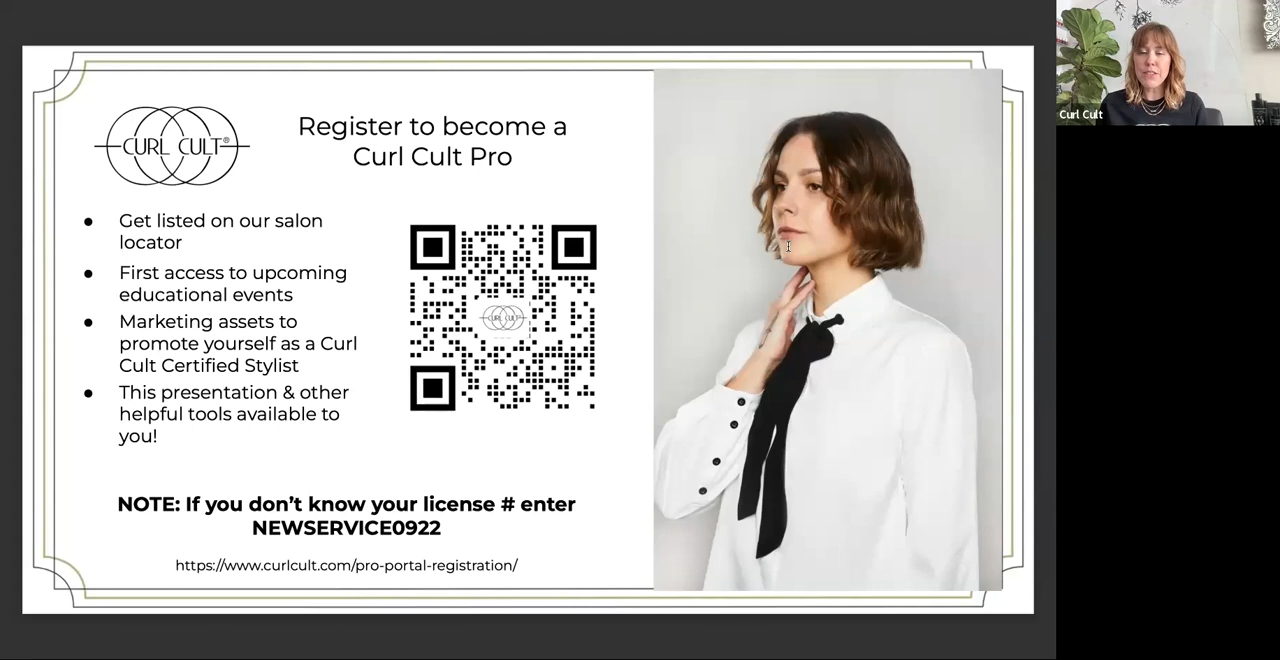 CURL CULT®
Register to become a
Curl Cult Pro
● Get listed on our salon
locator
● First access to upcoming
educational events
● Marketing assets to
promote yourself as a Curl
Cult Certified Stylist
● This presentation & other
helpful tools available to
you!
CURL CULT
NOTE: If you don’t know your license # enter
NEWSERVICE0922
https://www.curlcult.com/pro-portal-registration/
Curl Cult